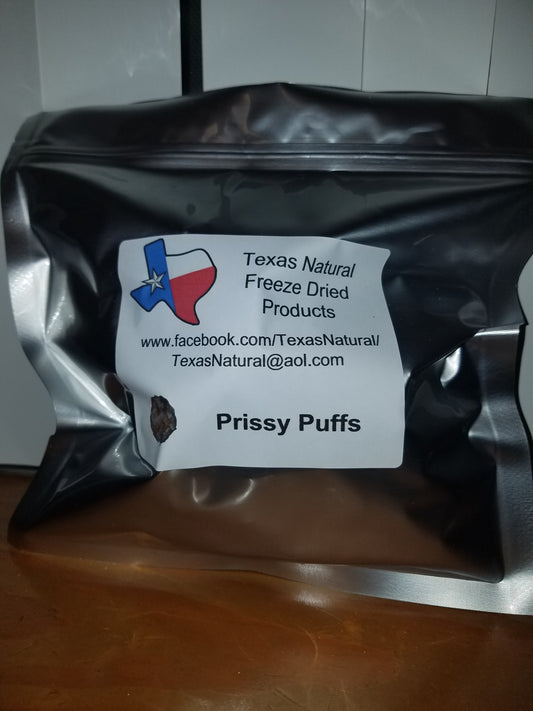 Texas Natural
Freeze Dried
Products
www.facebook.com/TexasNatural/
TexasNatural@aol.com
Prissy Puffs